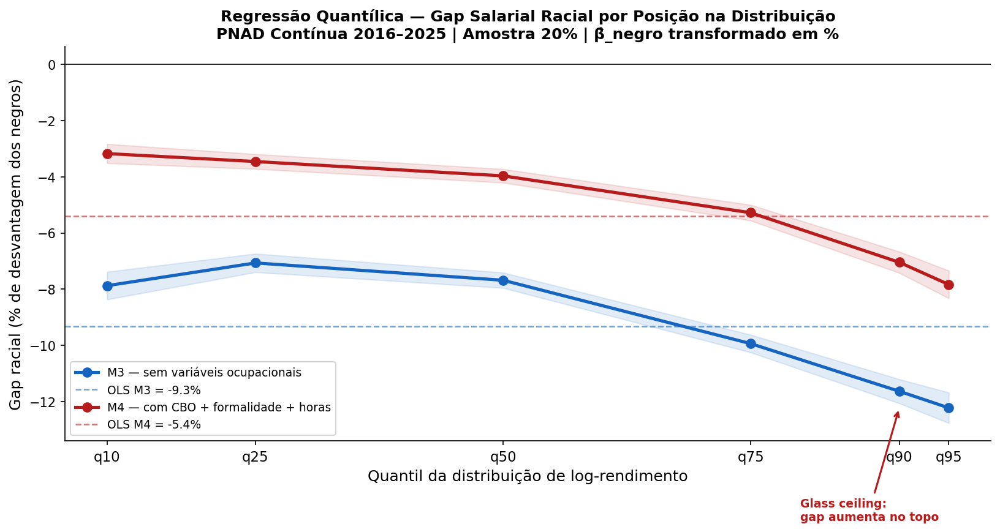 Regressão Quantílica — Gap Salarial Racial por Posição na Distribuição
PNAD Contínua 2016–2025 | Amostra 20% | β_negro transformado em %
Gap racial (% de desvantagem dos negros)
0
−2
−4
−6
−8
−10
−12
M3 — sem variáveis ocupacionais
OLS M3 = -9.3%
M4 — com CBO + formalidade + horas
OLS M4 = -5.4%
q10
q25
q50
q75
q90
q95
Quantil da distribuição de log-rendimento
Glass ceiling:
gap aumenta no topo